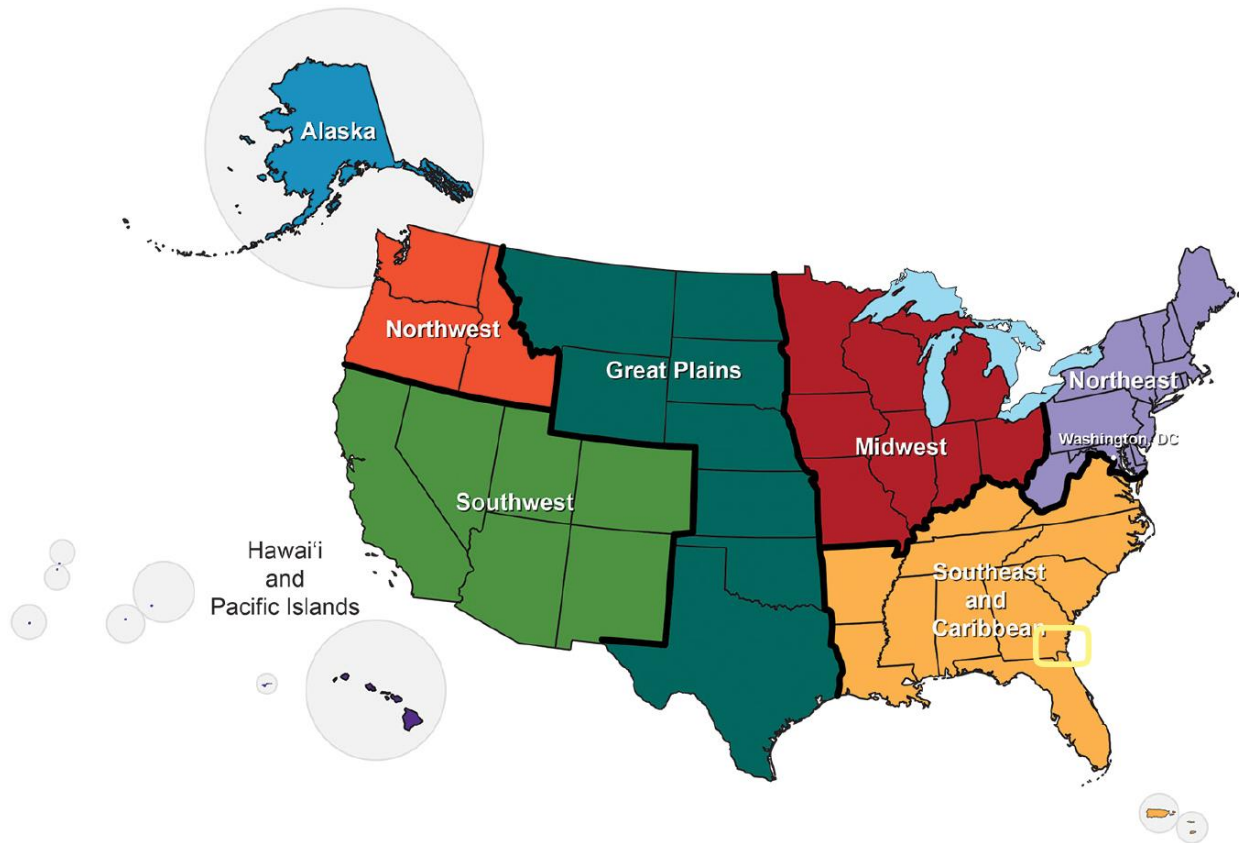 Alaska
Northwest
Great Plains
Northeast
Washington, DC
Midwest
Southwest
Hawai‘i
and
Pacific Islands
Southeast
and
Caribbean